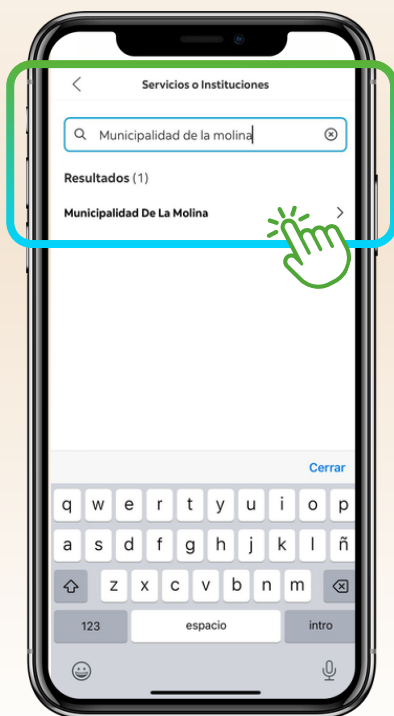 Servicios o Instituciones
Municipalidad de la molina
Resultados (1)
Municipalidad De La Molina
Cerrar
q w e r t y u i o p
a s d f g h j k l ñ
z x c v b n m
123 espacio intro